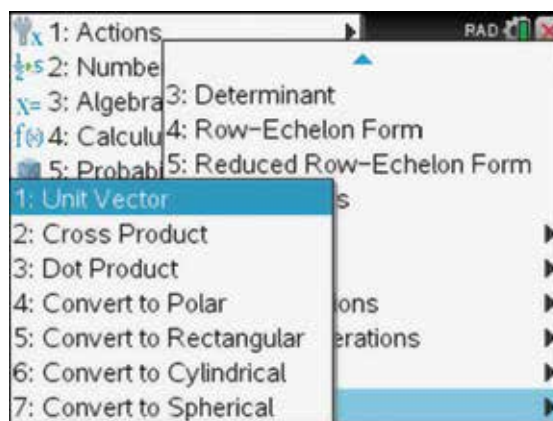 1: Actions
RAD
2: Numbe
3: Algebra
3: Determinant
f(x) 4: Calculu
4: Row-Echelon Form
5: Probabi
5: Reduced Row-Echelon Form
1: Unit Vector
s
2: Cross Product
3: Dot Product
4: Convert to Polar
ions
5: Convert to Rectangular
erations
6: Convert to Cylindrical
7: Convert to Spherical